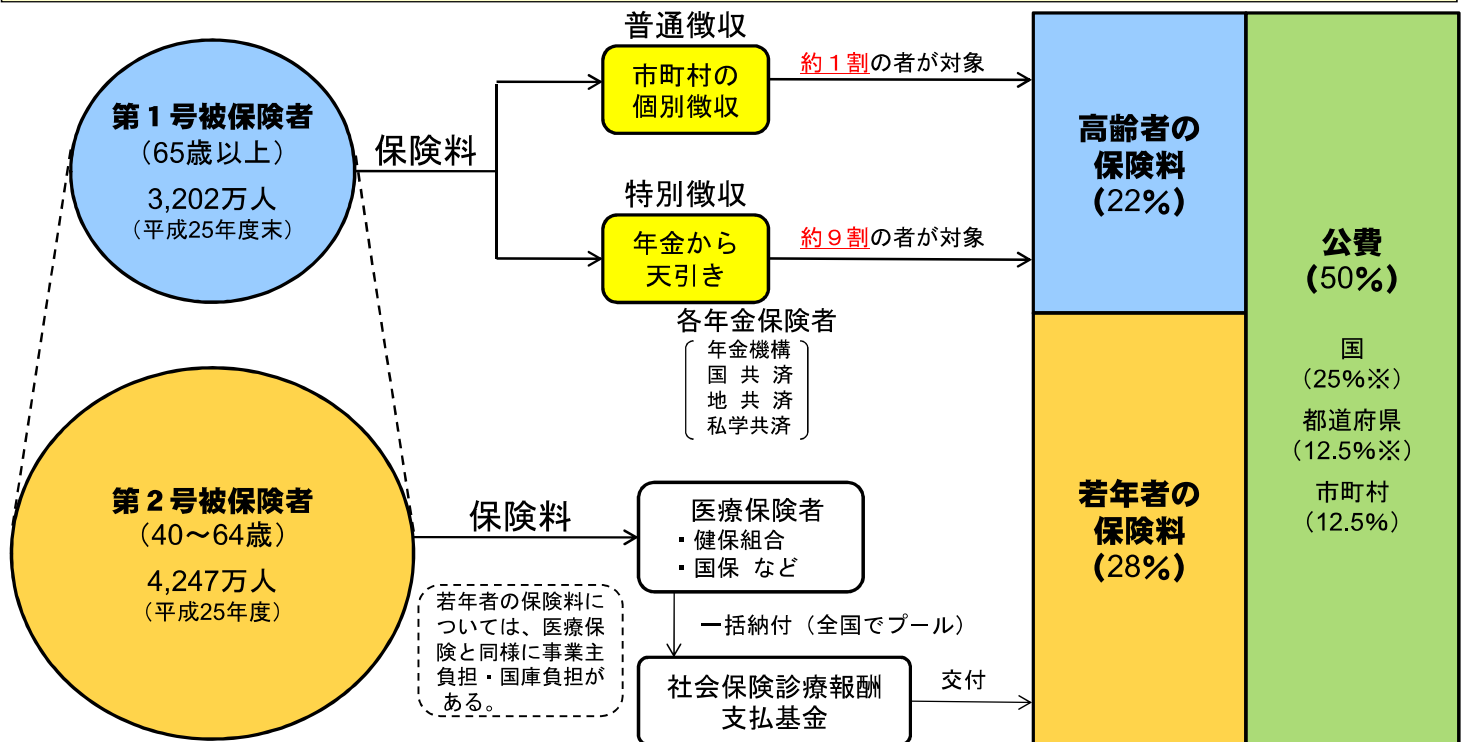 第１号被保険者
（65歳以上）
3,202万人
（平成25年度末）
保険料
普通徴収
市町村の
個別徴収
約１割の者が対象
特別徴収
年金から
天引き
約９割の者が対象
各年金保険者
年金機構
国 共 済
地 共 済
私学共済
第２号被保険者
（40～64歳）
4,247万人
（平成25年度）
保険料
若年者の保険料に
ついては、医療保
険と同様に事業主
負担・国庫負担が
ある。
医療保険者
・健保組合
・国保 など
一括納付（全国でプール）
社会保険診療報酬
支払基金
交付
高齢者の
保険料
(22%)
若年者の
保険料
(28%)
公費
(50%)
国
（25%※）
都道府県
（12.5%※）
市町村
（12.5%）